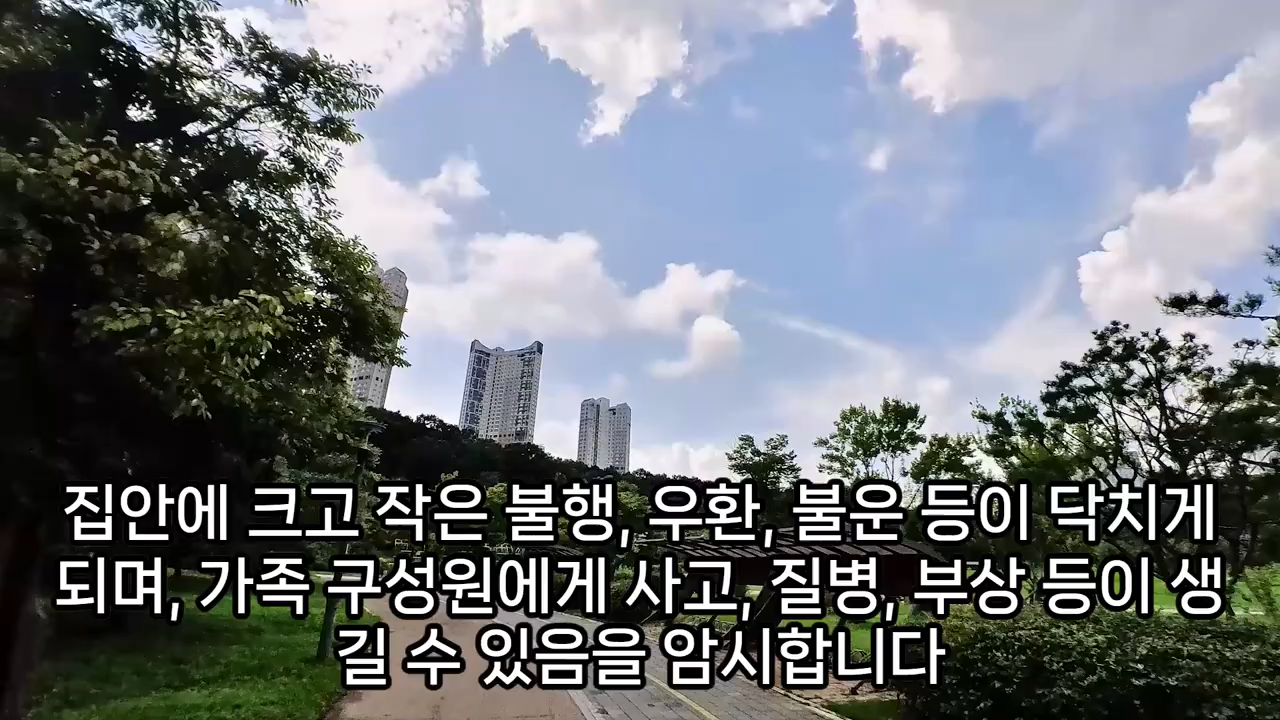 집안에 크고 작은 불행, 우환, 불운 등이 닥치게
되며, 가족 구성원에게 사고, 질병, 부상 등이 생
길 수 있음을 암시합니다